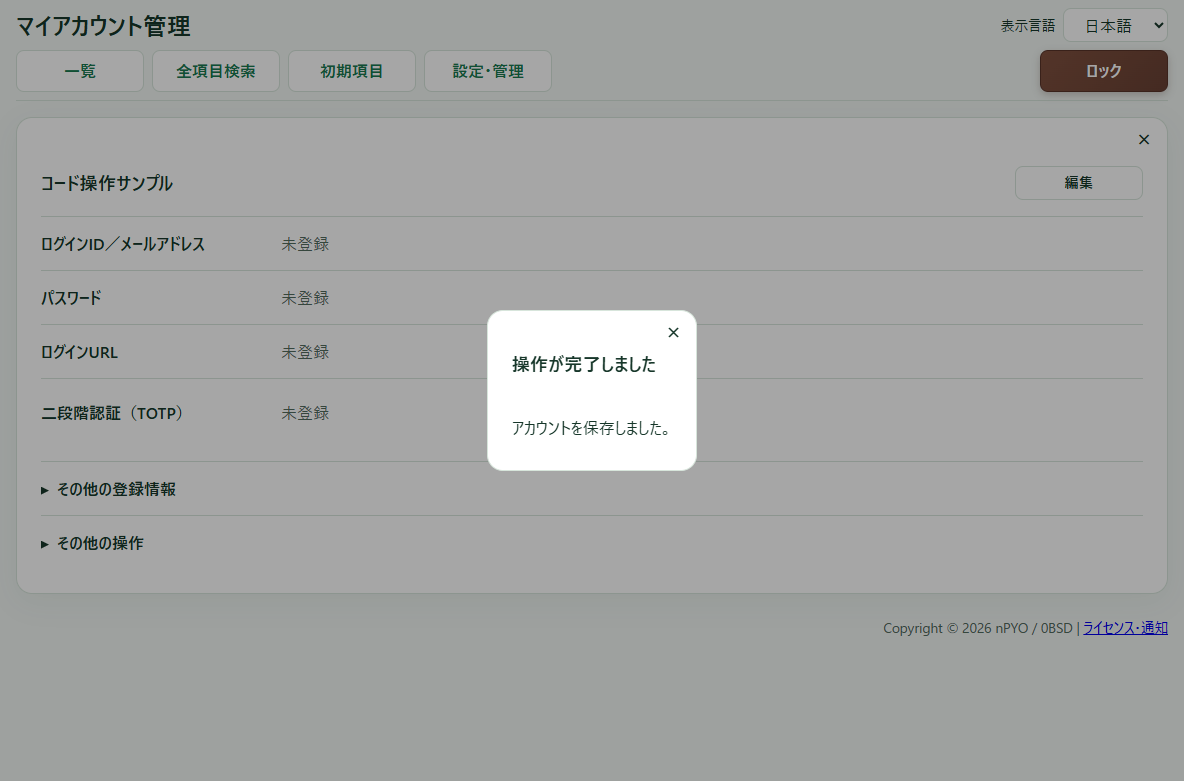 マイアカウント管理
表示言語 日本語
一覧 全項目検索 初期項目 設定・管理 ロック
×
コード操作サンプル 編集
ログインID／メールアドレス 未登録
パスワード 未登録
×
ログインURL 未登録
操作が完了しました
二段階認証（TOTP） 未登録
アカウントを保存しました。
▶ その他の登録情報
▶ その他の操作
Copyright © 2026 nPYO / 0BSD | ライセンス・通知